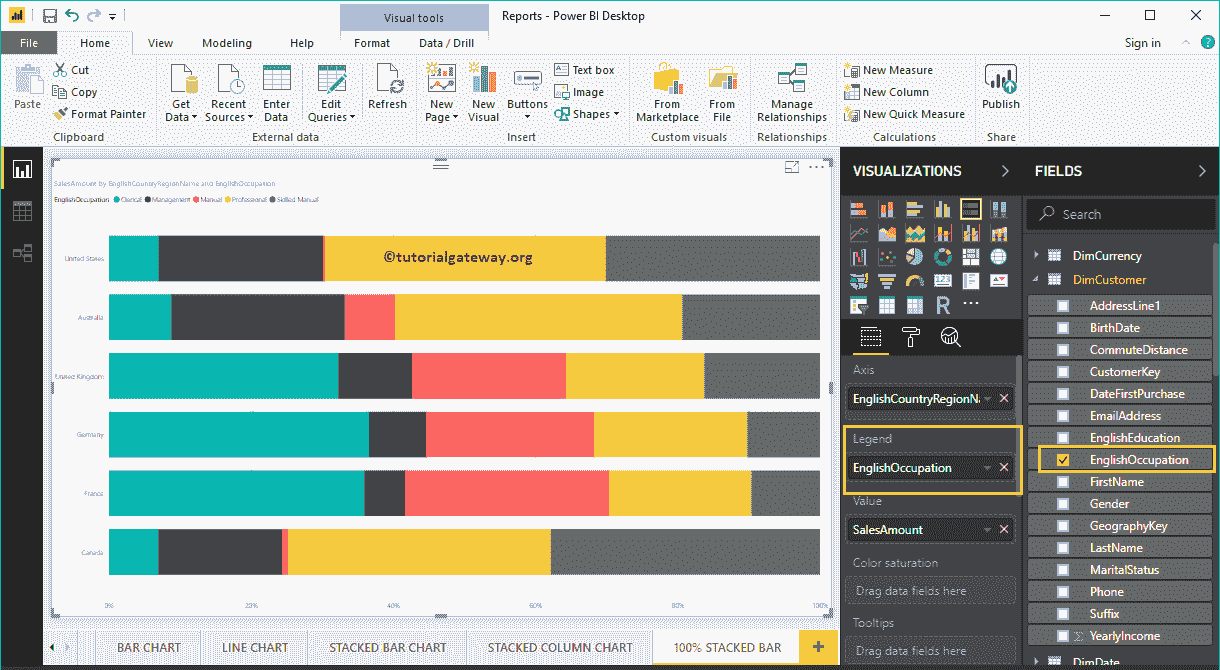 Visual tools
Reports - Power BI Desktop
File
Home
View
Modeling
Help
Format
Data / Drill
Sign in
?
Paste
Cut
Copy
Format Painter
Clipboard
Get Data
Recent Sources
Enter Data
Edit Queries
External data
Refresh
New Page
New Visual
Buttons
Text box
Image
Shapes
Insert
From Marketplace
From File
Custom visuals
Manage Relationships
Relationships
New Measure
New Column
New Quick Measure
Calculations
Publish
Share
SalesAmount by EnglishCountryRegionName and EnglishOccupation
EnglishOccupation Clerical Management Manual Professional Skilled Manual
©tutorialgateway.org
United States
Australia
United Kingdom
Germany
France
Canada
0% 20% 40% 60% 80% 100%
BAR CHART
LINE CHART
STACKED BAR CHART
STACKED COLUMN CHART
100% STACKED BAR
+
VISUALIZATIONS
123
R
Axis
EnglishCountryRegionNa
Legend
EnglishOccupation
Value
SalesAmount
Color saturation
Drag data fields here
Tooltips
Drag data fields here
FIELDS
Search
DimCurrency
DimCustomer
AddressLine1
BirthDate
CommuteDistance
CustomerKey
DateFirstPurchase
EmailAddress
EnglishEducation
EnglishOccupation
FirstName
Gender
GeographyKey
LastName
MaritalStatus
Phone
Suffix
Σ YearlyIncome
DimDate